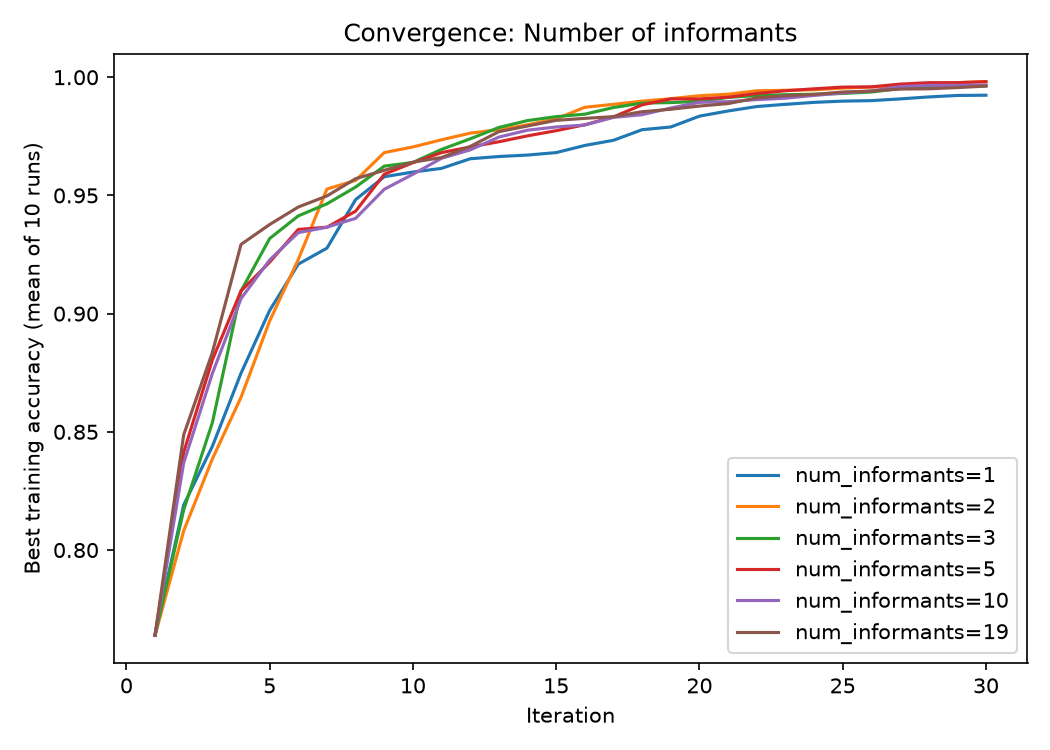 Convergence: Number of informants
Best training accuracy (mean of 10 runs)
1.00
0.95
0.90
0.85
0.80
num_informants=1
num_informants=2
num_informants=3
num_informants=5
num_informants=10
num_informants=19
0 5 10 15 20 25 30
Iteration